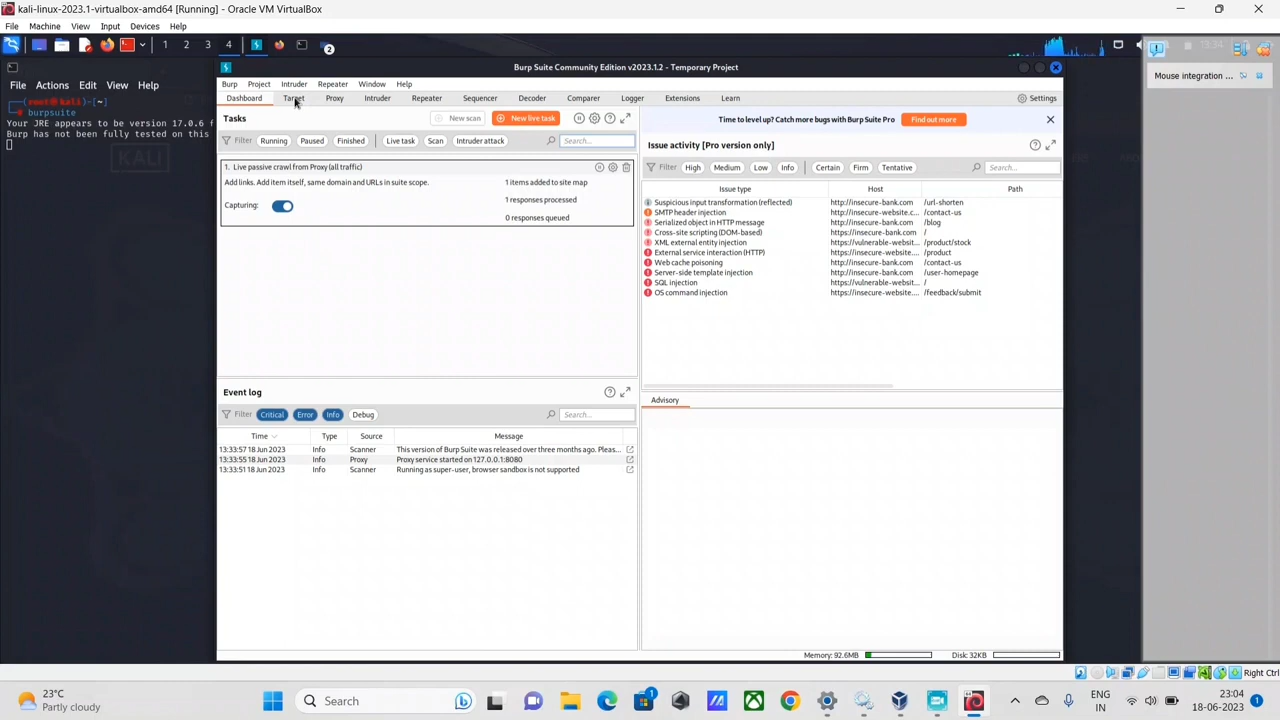 kali-linux-2023.1-virtualbox-amd64 [Running] - Oracle VM VirtualBox
File Machine View Input Devices Help
1 2 3 4 2 13:34
File Actions Edit View Help
(root㉿kali)-[~]
burpsuite
Your JRE appears to be version 17.0.6 f
Burp has not been fully tested on this
KALI
Burp Suite Community Edition v2023.1.2 - Temporary Project
Burp Project Intruder Repeater Window Help
Dashboard Target Proxy Intruder Repeater Sequencer Decoder Comparer Logger Extensions Learn Settings
Tasks New scan New live task
Filter Running Paused Finished Live task Scan Intruder attack Search...
1. Live passive crawl from Proxy (all traffic)
Add links. Add item itself, same domain and URLs in suite scope. 1 items added to site map
1 responses processed
Capturing:
0 responses queued
Event log
Filter Critical Error Info Debug Search...
Time Type Source Message
13:33:57 18 Jun 2023 Info Scanner This version of Burp Suite was released over three months ago. Pleas...
13:33:55 18 Jun 2023 Info Proxy Proxy service started on 127.0.0.1:8080
13:33:51 18 Jun 2023 Info Scanner Running as super-user, browser sandbox is not supported
Time to level up? Catch more bugs with Burp Suite Pro Find out more
Issue activity [Pro version only]
Filter High Medium Low Info Certain Firm Tentative Search...
Issue type Host Path
Suspicious input transformation (reflected) http://insecure-bank.com /url-shorten
SMTP header injection http://insecure-website.c... /contact-us
Serialized object in HTTP message http://insecure-bank.com /blog
Cross-site scripting (DOM-based) http://insecure-bank.com /
XML external entity injection https://vulnerable-websit... /product/stock
External service interaction (HTTP) https://insecure-website.... /product
Web cache poisoning http://insecure-bank.com /contact-us
Server-side template injection http://insecure-bank.com /user-homepage
SQL injection https://vulnerable-websit... /
OS command injection https://insecure-website.... /feedback/submit
Advisory
Memory: 92.6MB Disk: 32KB
Mouse integration ...
Right Ctrl
23°C
Partly cloudy
Search
1
ENG
IN
23:04
18-06-2023